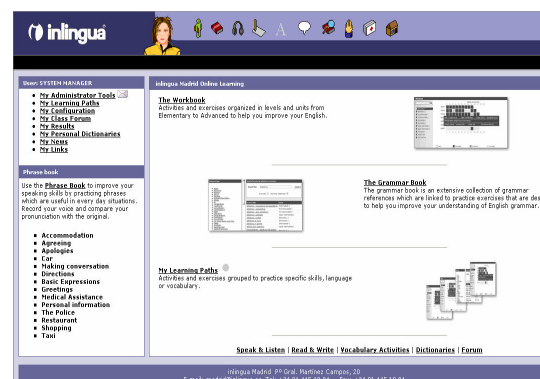 inlingua®
A
User: SYSTEM MANAGER
My Administrator Tools
My Learning Paths
My Configuration
My Class Forum
My Results
My Personal Dictionaries
My News
My Links
Phrase book
Use the Phrase Book to improve your
speaking skills by practicing phrases
which are useful in every day situations.
Record your voice and compare your
pronunciation with the original.
Accommodation
Agreeing
Apologies
Car
Making conversation
Directions
Basic Expressions
Greetings
Medical Assistance
Personal information
The Police
Restaurant
Shopping
Taxi
inlingua Madrid Online Learning
The Workbook
Activities and exercises organized in levels and units from
Elementary to Advanced to help you improve your English.
The Grammar Book
The grammar book is an extensive collection of grammar
references which are linked to practice exercises that are des
to help you improve your understanding of English grammar.
My Learning Paths
Activities and exercises grouped to practice specific skills, language
or vocabulary.
Speak & Listen | Read & Write | Vocabulary Activities | Dictionaries | Forum
inlingua Madrid Pº Gral. Martínez Campos, 20